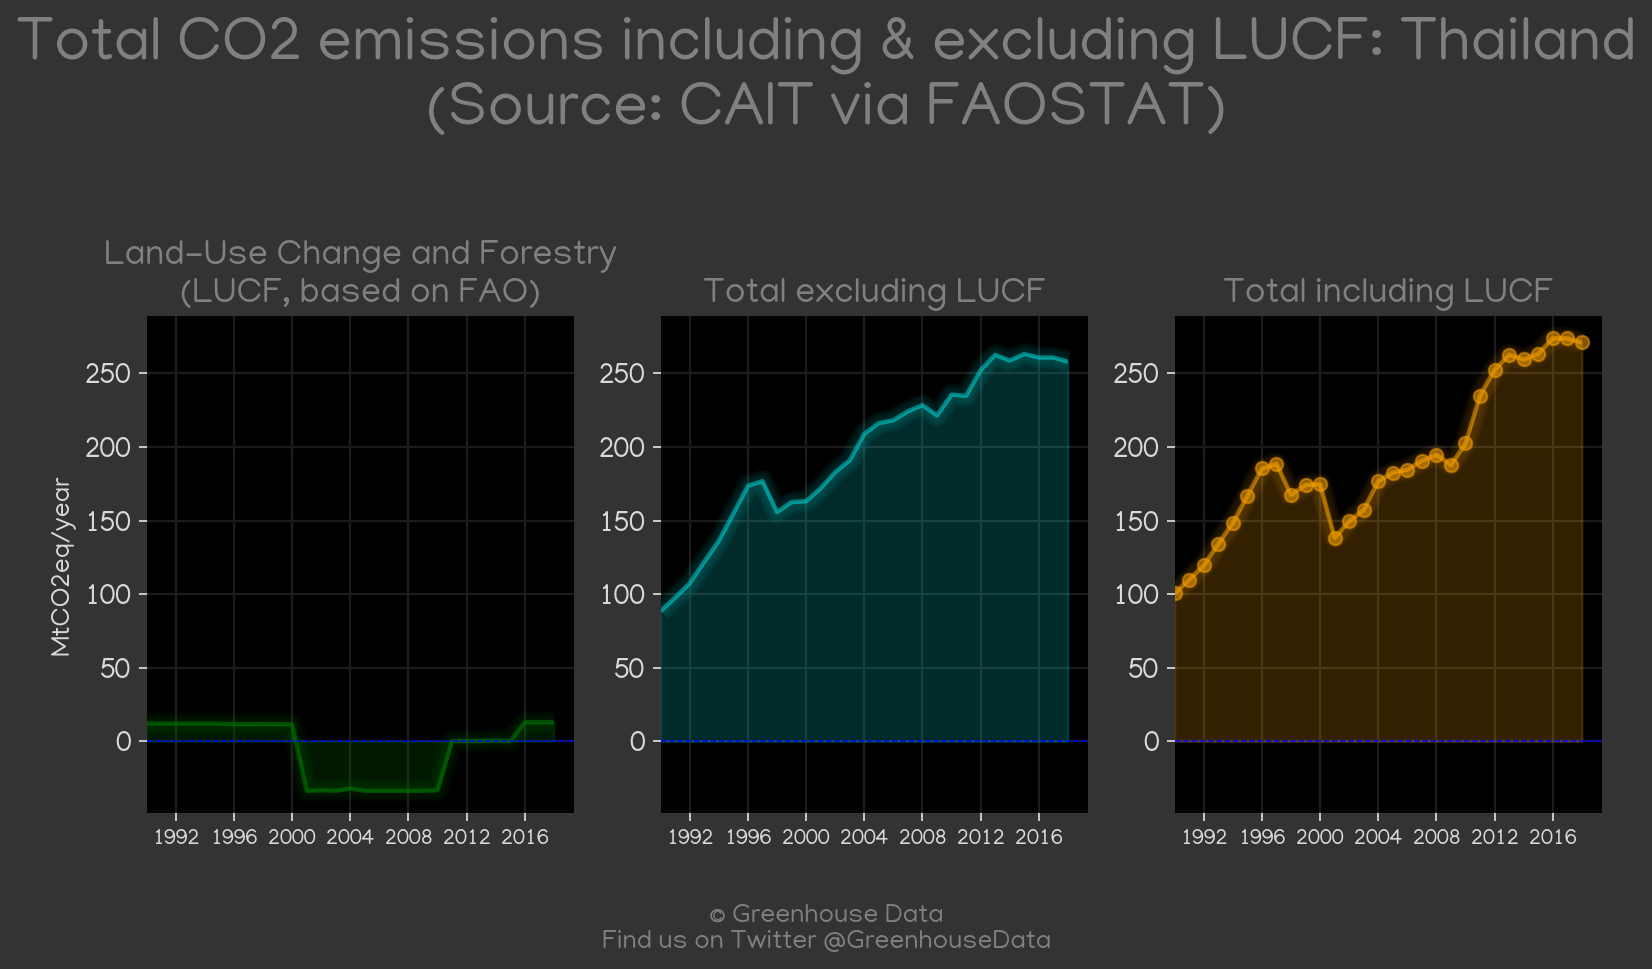 Total CO2 emissions including & excluding LUCF: Thailand
(Source: CAIT via FAOSTAT)
Land-Use Change and Forestry
(LUCF, based on FAO)
Total excluding LUCF
Total including LUCF
MtCO2eq/year
250
200
150
100
50
0
1992 1996 2000 2004 2008 2012 2016
250
200
150
100
50
0
1992 1996 2000 2004 2008 2012 2016
250
200
150
100
50
0
1992 1996 2000 2004 2008 2012 2016
© Greenhouse Data
Find us on Twitter @GreenhouseData